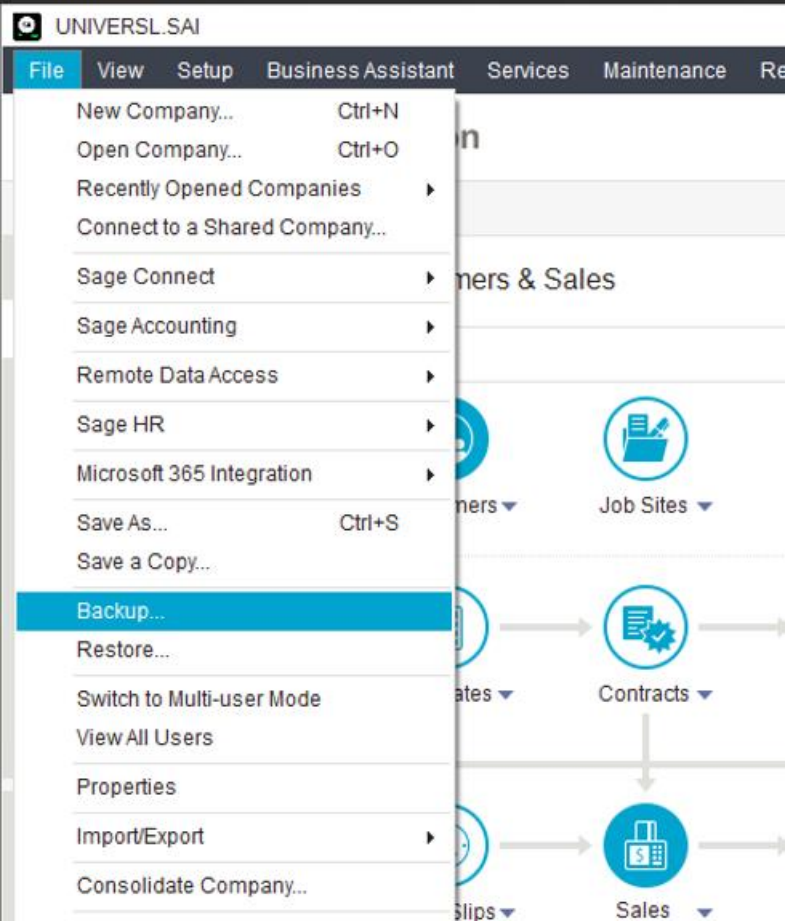 UNIVERSL.SAI
File View Setup Business Assistant Services Maintenance Re
New Company... Ctrl+N
on
Open Company... Ctrl+O
Recently Opened Companies
Connect to a Shared Company...
Sage Connect
mers & Sales
Sage Accounting
Remote Data Access
Sage HR
Microsoft 365 Integration
mers
Job Sites
Save As... Ctrl+S
Save a Copy...
Backup...
Restore...
Switch to Multi-user Mode
ates
Contracts
View All Users
Properties
Import/Export
Consolidate Company...
Slips
Sales